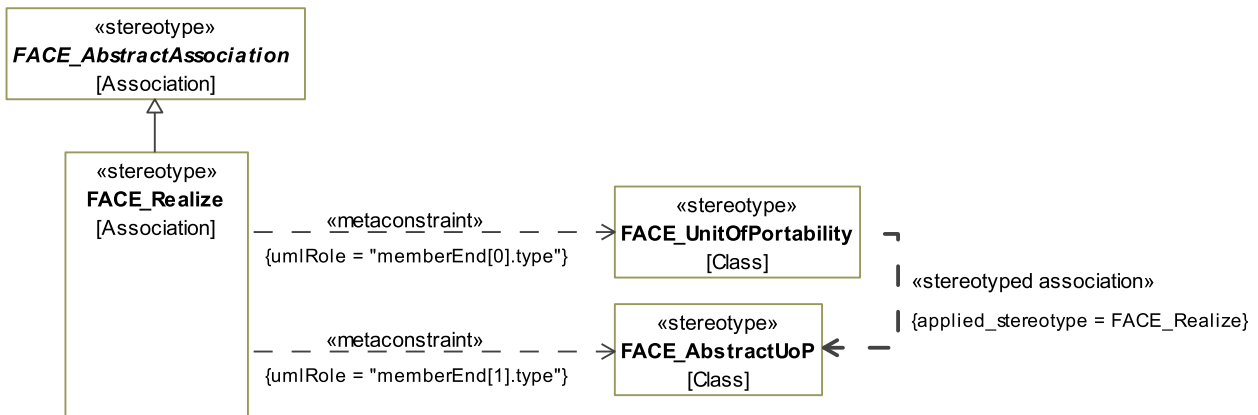 «stereotype»
FACE_AbstractAssociation
[Association]
«stereotype»
FACE_Realize
[Association]
«metaconstraint»
{umlRole = "memberEnd[0].type"}
«stereotype»
FACE_UnitOfPortability
[Class]
«stereotyped association»
{applied_stereotype = FACE_Realize}
«metaconstraint»
{umlRole = "memberEnd[1].type"}
«stereotype»
FACE_AbstractUoP
[Class]